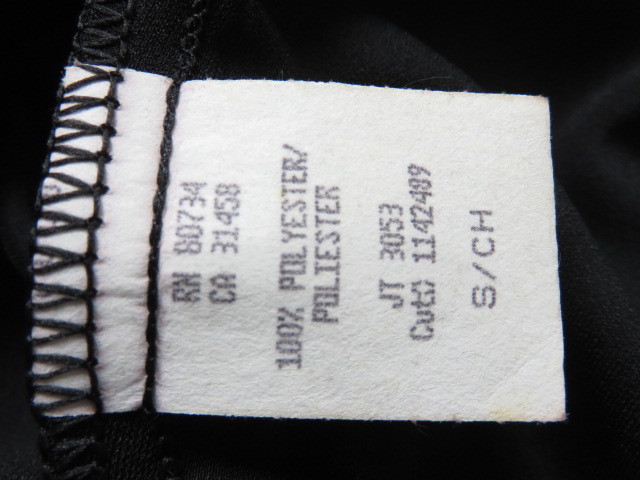 RN 80734
CA 31458
100% POLYESTER/
POLIESTER
JT 3053
Cut© 1142489
S/CH